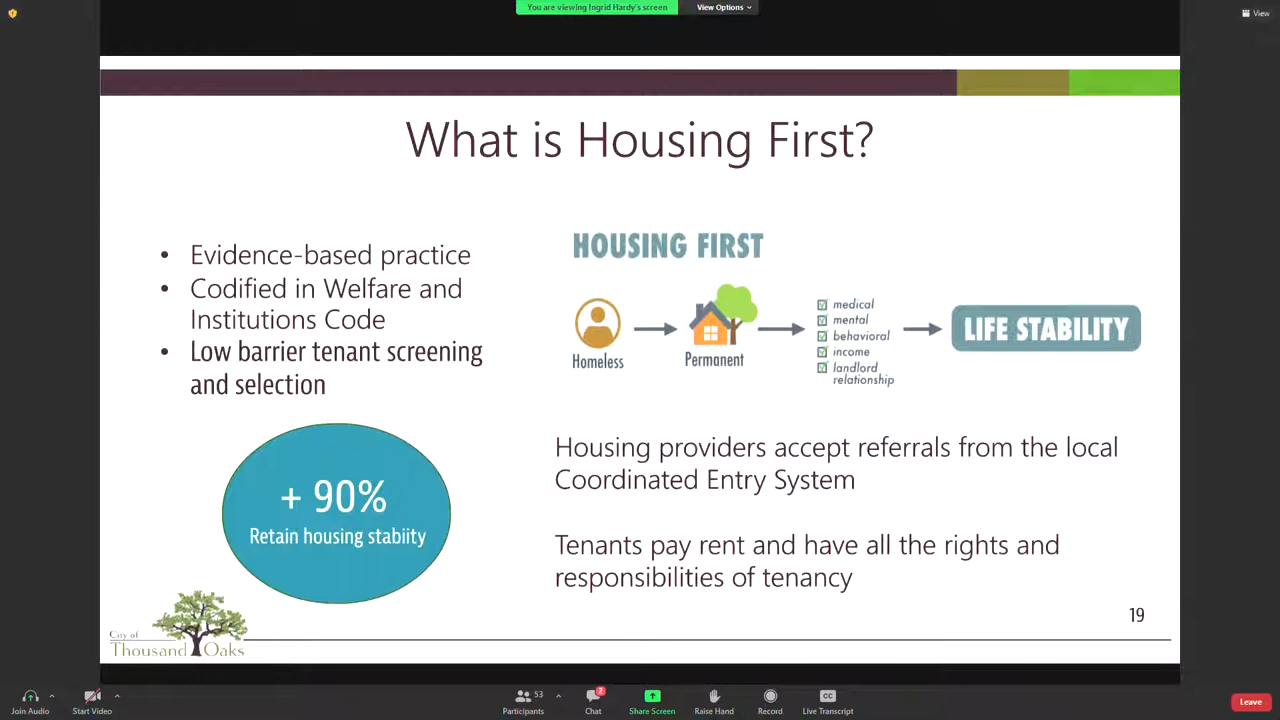 You are viewing Ingrid Hardy's screen
View Options
View
What is Housing First?
• Evidence-based practice
• Codified in Welfare and
Institutions Code
• Low barrier tenant screening
and selection
HOUSING FIRST
Homeless
Permanent
medical
mental
behavioral
income
landlord
relationship
LIFE STABILITY
+ 90%
Retain housing stabiity
Housing providers accept referrals from the local
Coordinated Entry System
Tenants pay rent and have all the rights and
responsibilities of tenancy
19
City of
Thousand Oaks
Join Audio
Start Video
53
Participants
2
Chat
Share Screen
Raise Hand
Record
CC
Live Transcript
Leave